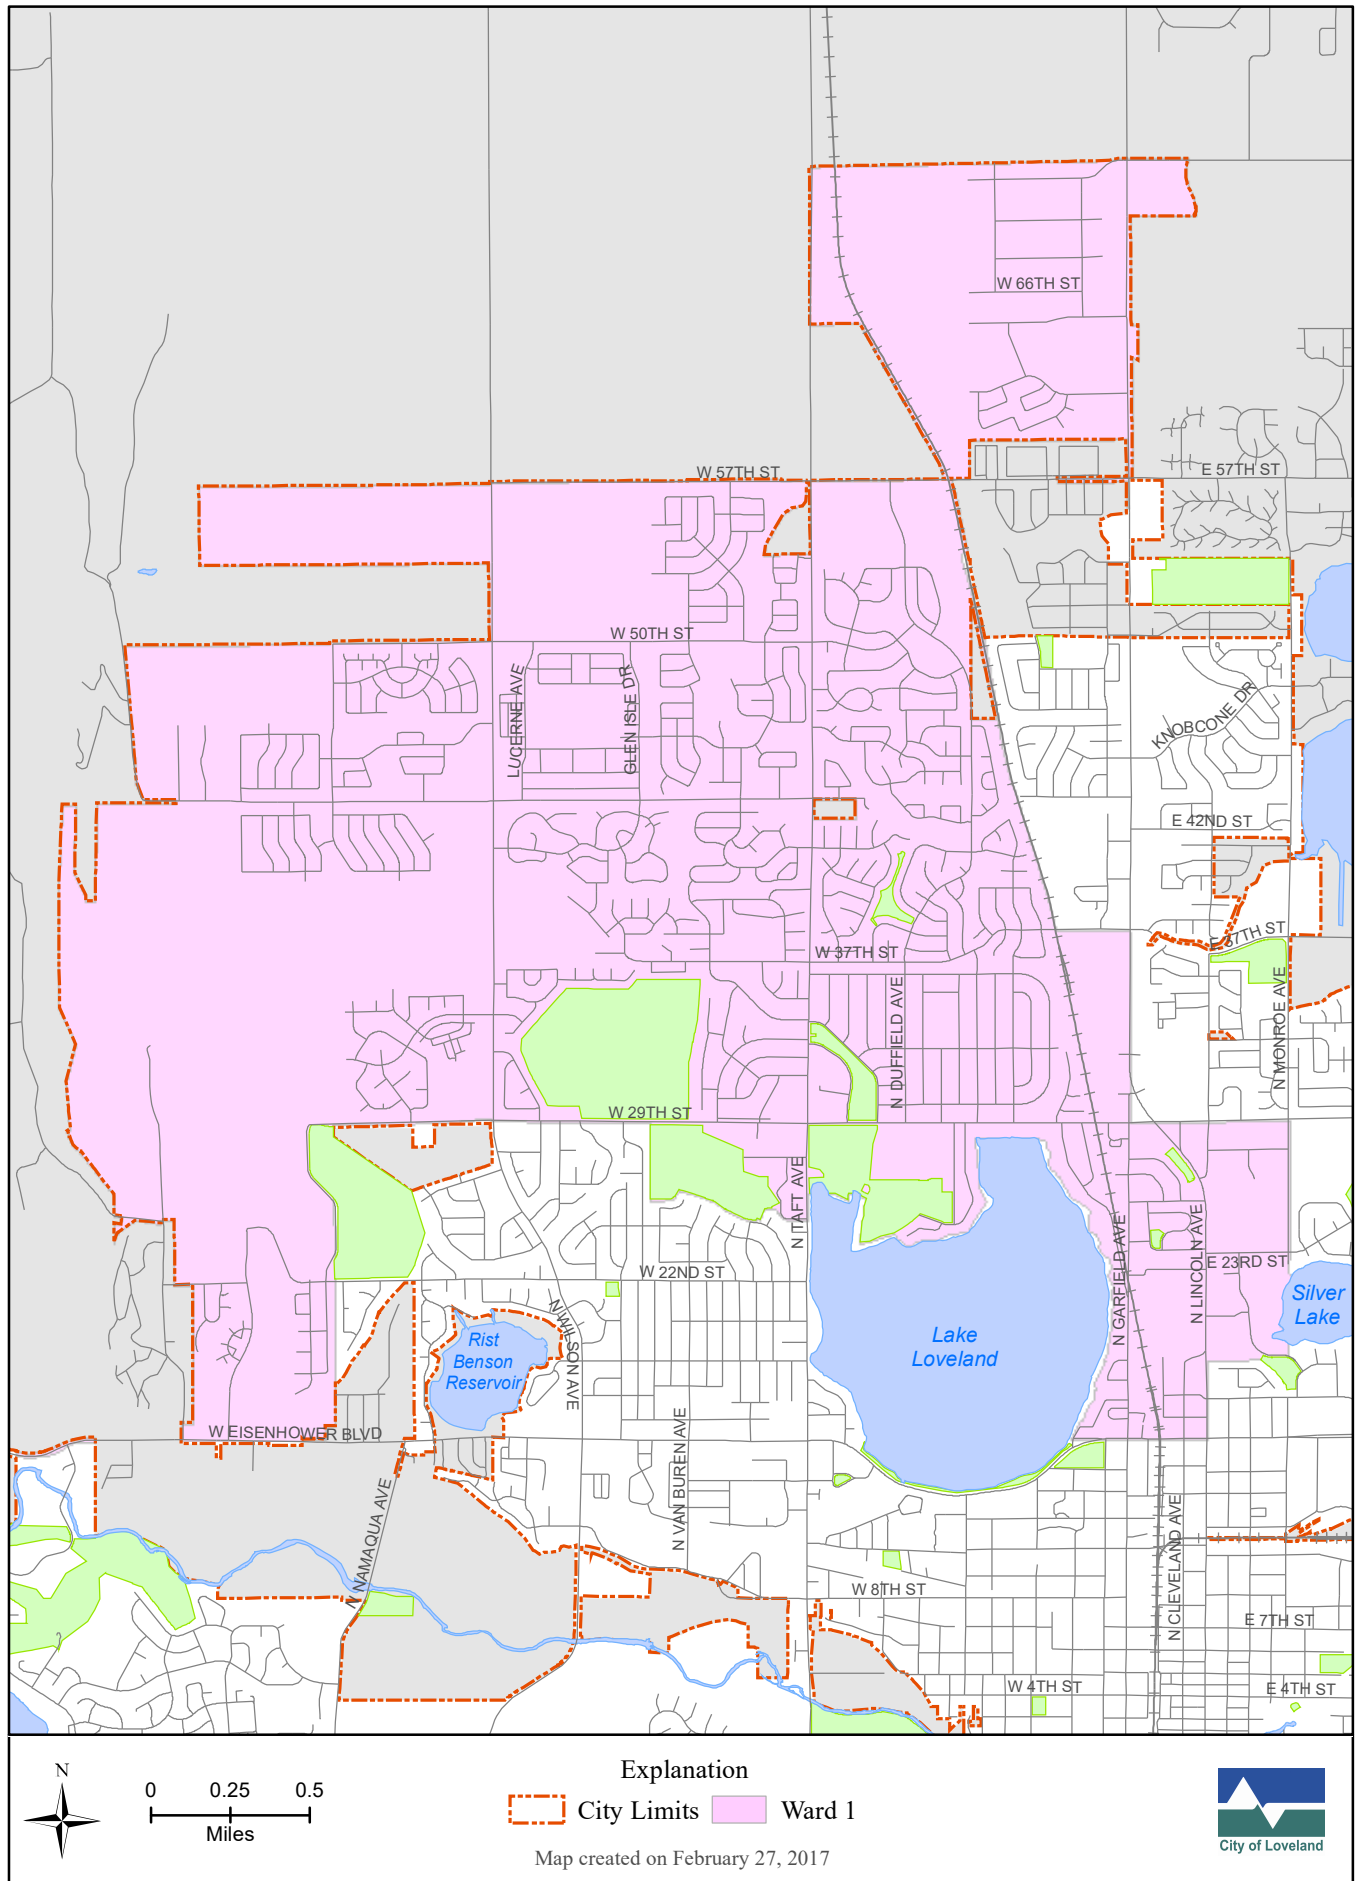 W 66TH ST
W 57TH ST
E 57TH ST
W 50TH ST
LUCERNE AVE
GLEN ISLE DR
KNOBCONE DR
E 42ND ST
E 37TH ST
W 37TH ST
N DUFFIELD AVE
N MONROE AVE
W 29TH ST
N TAFT AVE
N GARFIELD AVE
N LINCOLN AVE
E 23RD ST
W 22ND ST
Silver
Lake
N WILSON AVE
Rist
Benson
Reservoir
Lake
Loveland
W EISENHOWER BLVD
N VAN BUREN AVE
N NAMAQUA AVE
N CLEVELAND AVE
W 8TH ST
E 7TH ST
W 4TH ST
E 4TH ST
N
0 0.25 0.5
Miles
Explanation
City Limits
Ward 1
Map created on February 27, 2017
City of Loveland